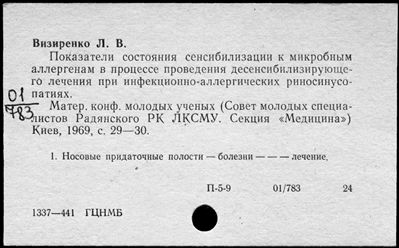 Визиренко Л. В.
Показатели состояния сенсибилизации к микробным
аллергенам в процессе проведения десенсибилизирующе-
го лечения при инфекционно-аллергических риносинусо-
патиях.
01/783
Матер. конф. молодых ученых (Совет молодых специа-
листов Радянского РК ЛКСМУ. Секция «Медицина»)
Киев, 1969, с. 29—30.
1. Носовые придаточные полости — болезни — — — лечение.
П-5-9 01/783 24
1337—441 ГЦНМБ